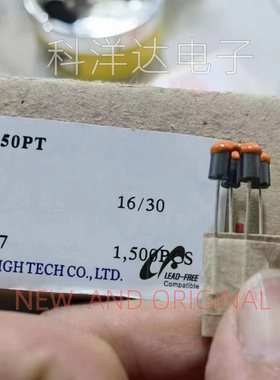 科洋达电子
50PT
16/30
7
1,500PCS
IGH TECH CO., LTD.
LEAD-FREE
Compatible
NEW AND ORIGINAL